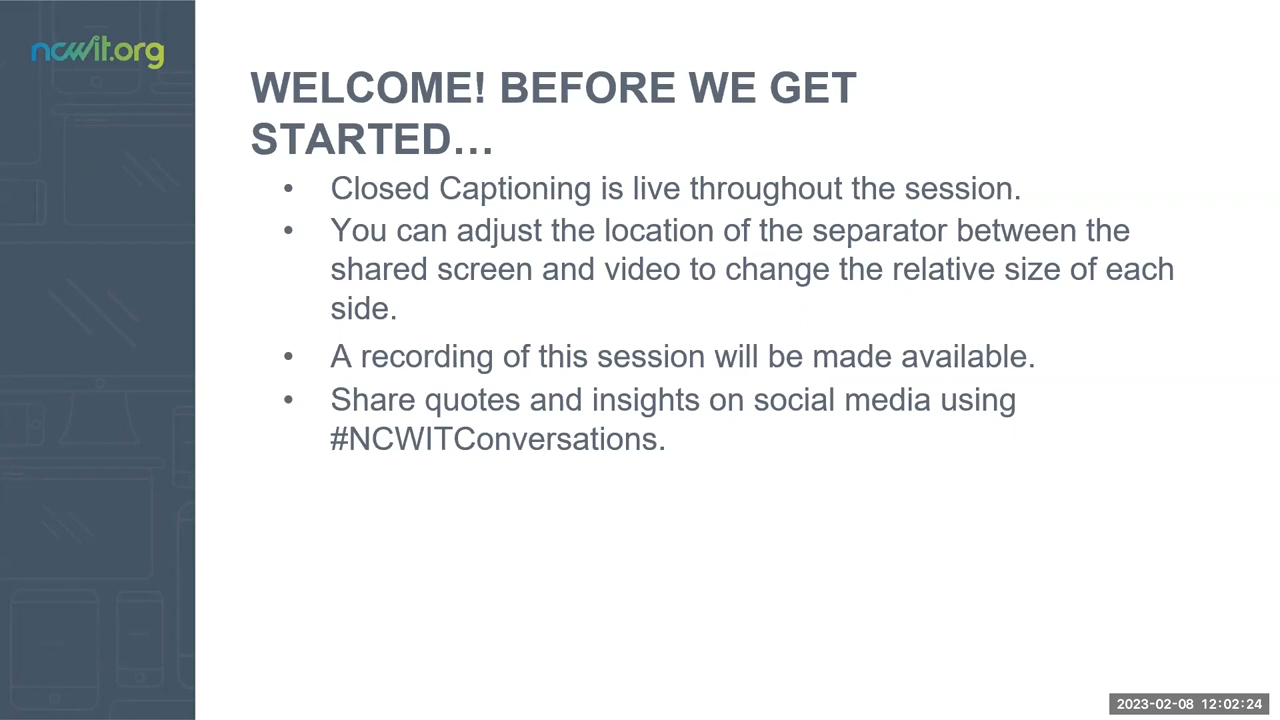 ncwit.org
WELCOME! BEFORE WE GET
STARTED…
• Closed Captioning is live throughout the session.
• You can adjust the location of the separator between the
shared screen and video to change the relative size of each
side.
• A recording of this session will be made available.
• Share quotes and insights on social media using
#NCWITConversations.
2023-02-08 12:02:24